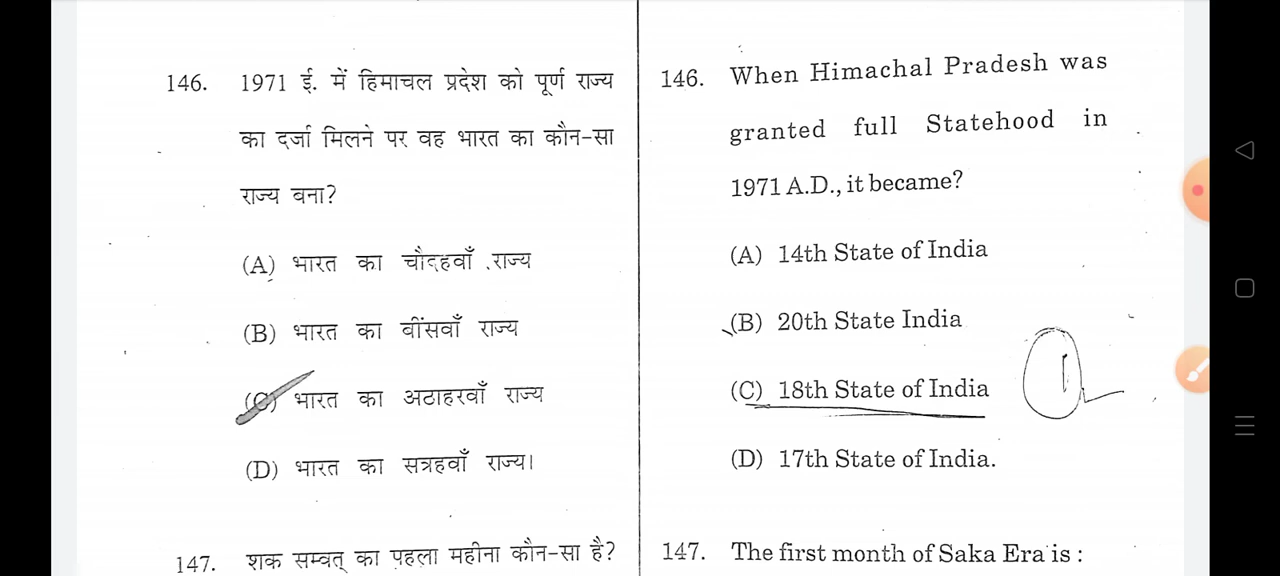 146. 1971 ई. में हिमाचल प्रदेश को पूर्ण राज्य
का दर्जा मिलने पर वह भारत का कौन-सा
राज्य बना?
(A) भारत का चौदहवाँ राज्य
(B) भारत का बींसवाँ राज्य
(C) भारत का अठाहरवाँ राज्य
(D) भारत का सत्रहवाँ राज्य।
147. शक सम्वत् का पहला महीना कौन-सा है?
146. When Himachal Pradesh was
granted full Statehood in
1971 A.D., it became?
(A) 14th State of India
(B) 20th State India
(C) 18th State of India
(D) 17th State of India.
147. The first month of Saka Era is :